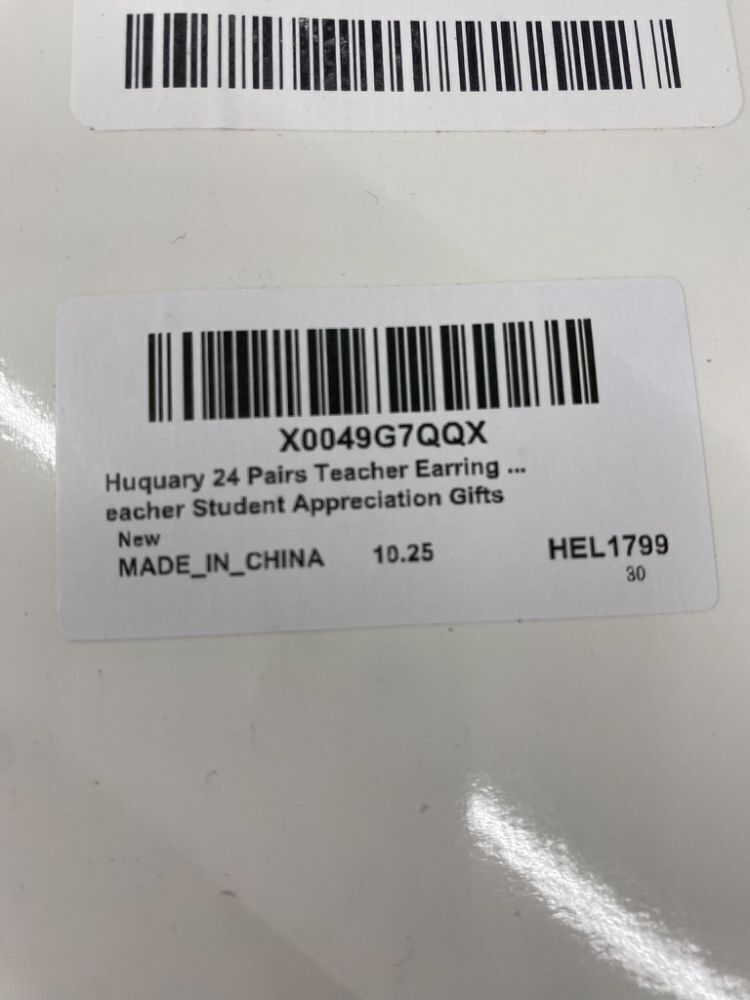 X0049G7QQX
Huquary 24 Pairs Teacher Earring ...
eacher Student Appreciation Gifts
New
MADE_IN_CHINA 10.25 HEL1799
30